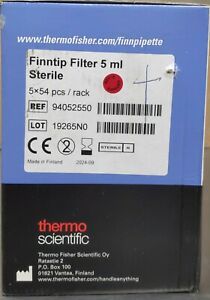 www.thermofisher.com/finnpipette
Finntip Filter 5 ml
Sterile
5×54 pcs / rack
REF 94052550
LOT 19265N0
Made in Finland
2024-09
CE
2
STERILE R
thermo
scientific
Thermo Fisher Scientific Oy
Ratastie 2
P.O. Box 100
01621 Vantaa, Finland
www.thermofisher.com/handleanything